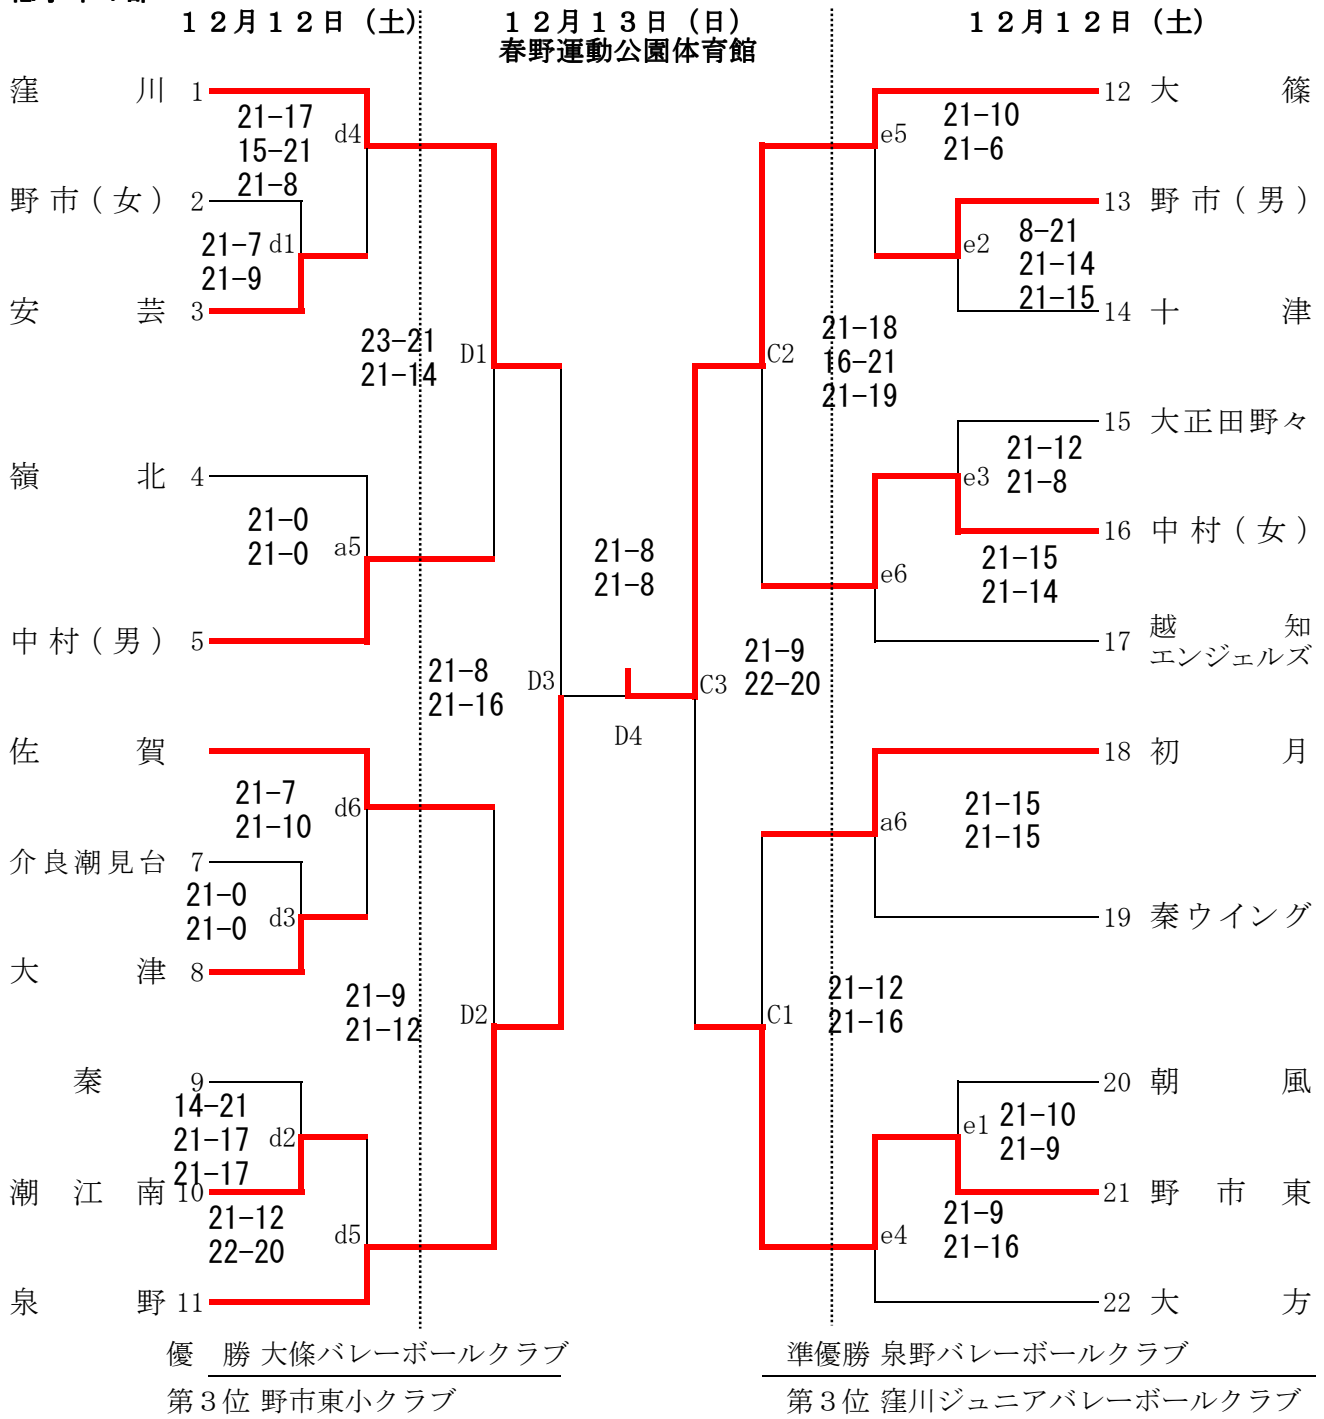 １２月１２日（土）
１２月１３日（日）
春野運動公園体育館
１２月１２日（土）
窪川 1
21-17
15-21
21-8
d4
野市(女) 2
21-7
21-9
d1
安芸 3
23-21
21-14
D1
嶺北 4
21-0
21-0
a5
中村(男) 5
21-8
21-16
D3
佐賀
21-7
21-10
d6
介良潮見台 7
21-0
21-0
d3
大津 8
21-9
21-12
D2
秦 9
14-21
21-17
21-17
d2
潮江南 10
21-12
22-20
d5
泉野 11
21-8
21-8
D4
12 大篠
e5
21-10
21-6
13 野市(男)
e2
8-21
21-14
21-15
14 十津
C2
21-18
16-21
21-19
15 大正田野々
e3
21-12
21-8
16 中村(女)
e6
21-15
21-14
17 越知
エンジェルズ
C3
21-9
22-20
18 初月
a6
21-15
21-15
19 秦ウイング
C1
21-12
21-16
20 朝風
e1
21-10
21-9
21 野市東
e4
21-9
21-16
22 大方
優　勝 大條バレーボールクラブ
準優勝 泉野バレーボールクラブ
第３位 野市東小クラブ
第３位 窪川ジュニアバレーボールクラブ